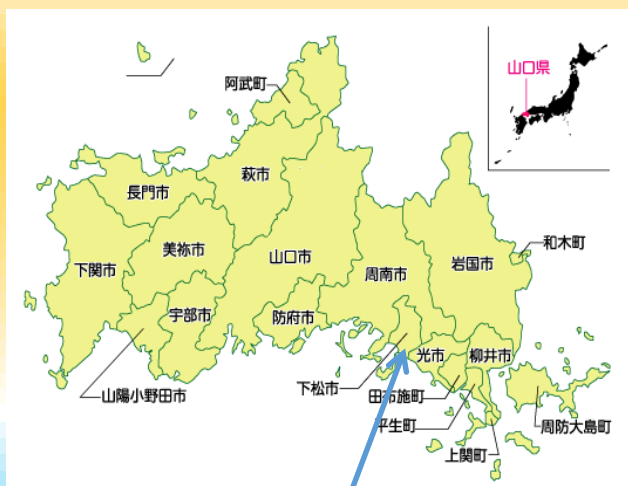 山口県
阿武町
萩市
長門市
和木町
美祢市
山口市
岩国市
下関市
周南市
宇部市
防府市
光市
柳井市
下松市
山陽小野田市
田布施町
平生町
周防大島町
上関町